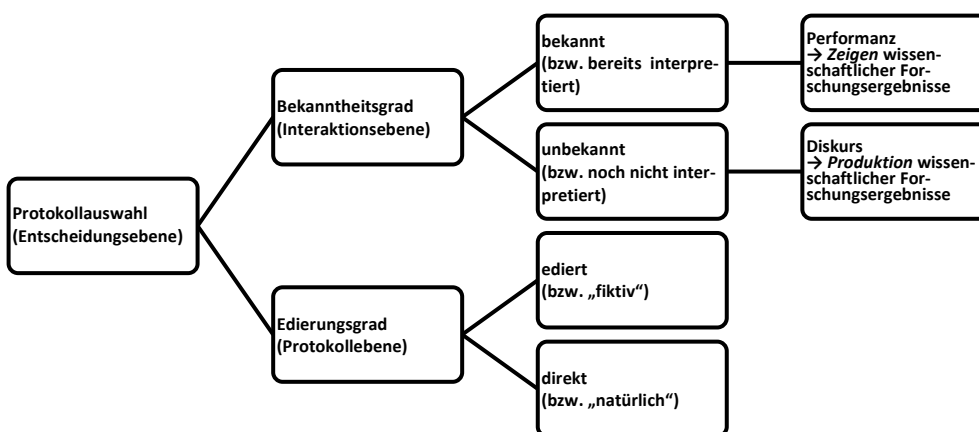 Protokollauswahl
(Entscheidungsebene)
Bekanntheitsgrad
(Interaktionsebene)
bekannt
(bzw. bereits interpre-
tiert)
Performanz
→ Zeigen wissen-
schaftlicher For-
schungsergebnisse
unbekannt
(bzw. noch nicht inter-
pretiert)
Diskurs
→ Produktion wissen-
schaftlicher For-
schungsergebnisse
Edierungsgrad
(Protokollebene)
ediert
(bzw. „fiktiv“)
direkt
(bzw. „natürlich“)